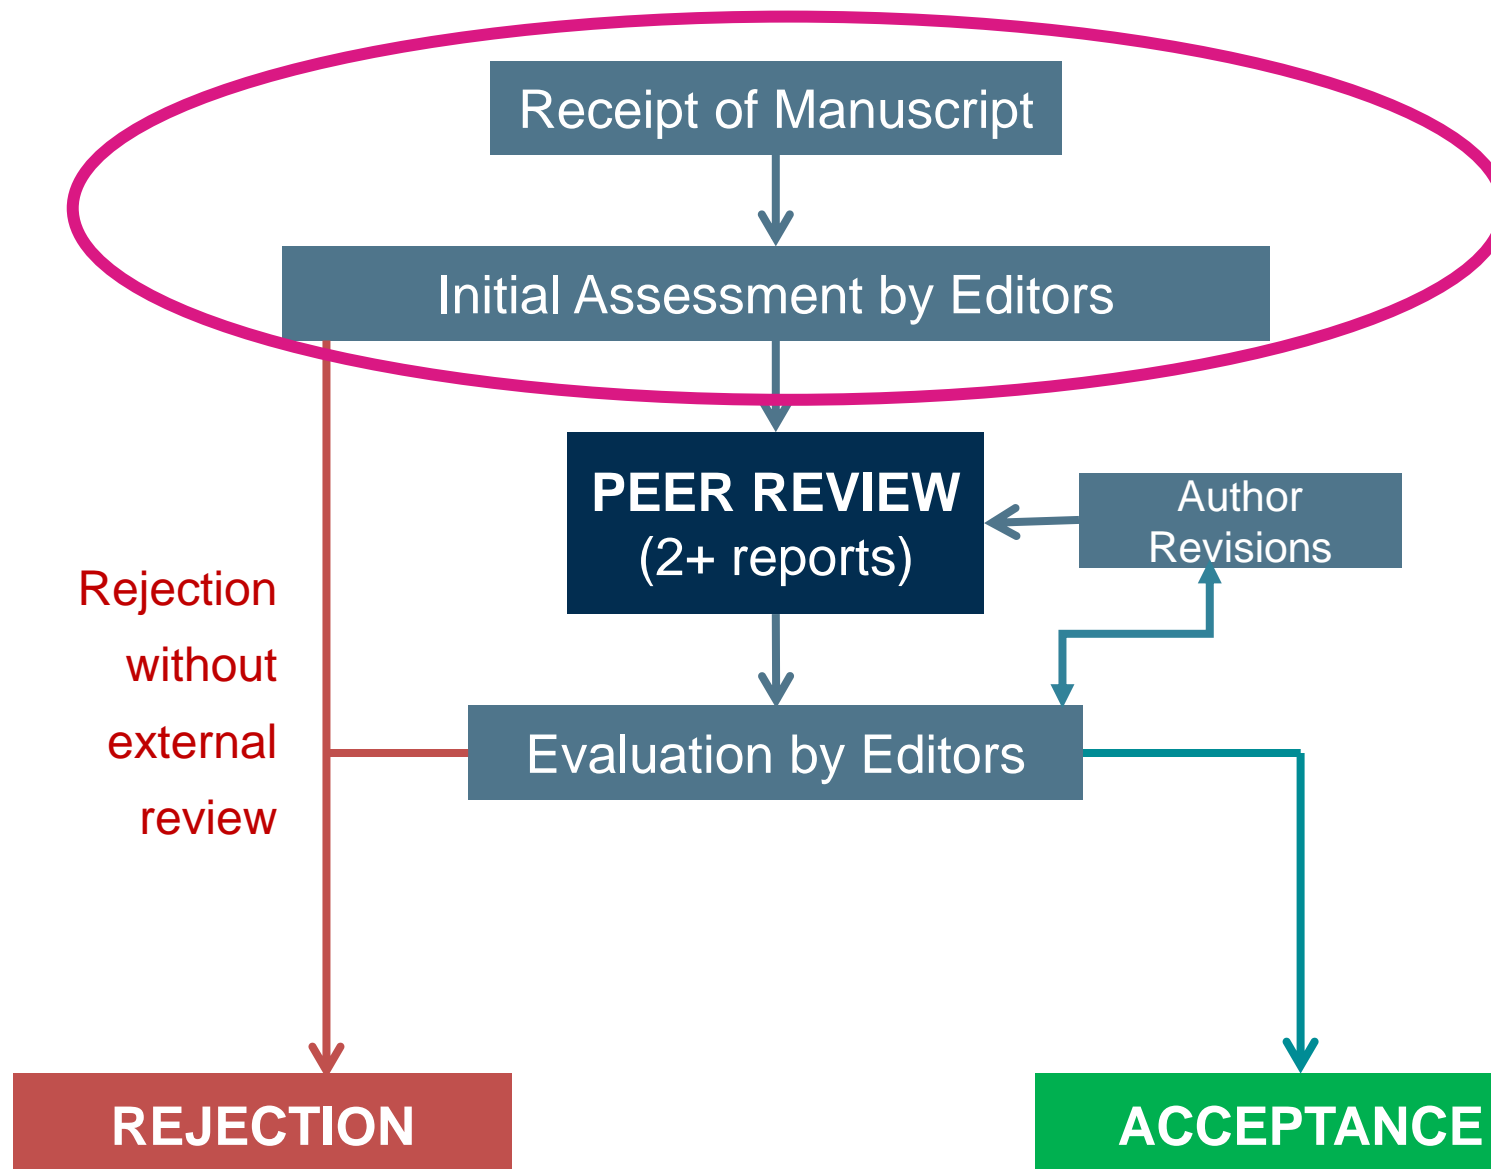 Receipt of Manuscript
Initial Assessment by Editors
PEER REVIEW
(2+ reports)
Author
Revisions
Rejection
without
external
review
Evaluation by Editors
REJECTION
ACCEPTANCE